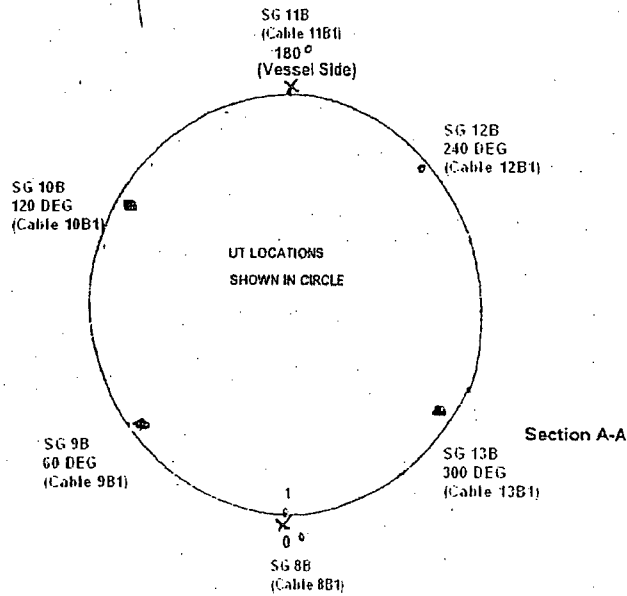 SG 11B
(Cable 11B1)
180°
(Vessel Side)
SG 12B
240 DEG
(Cable 12B1)
SG 10B
120 DEG
(Cable 10B1)
UT LOCATIONS
SHOWN IN CIRCLE
Section A-A
SG 9B
60 DEG
(Cable 9B1)
SG 13B
300 DEG
(Cable 13B1)
1
0°
SG 8B
(Cable 8B1)